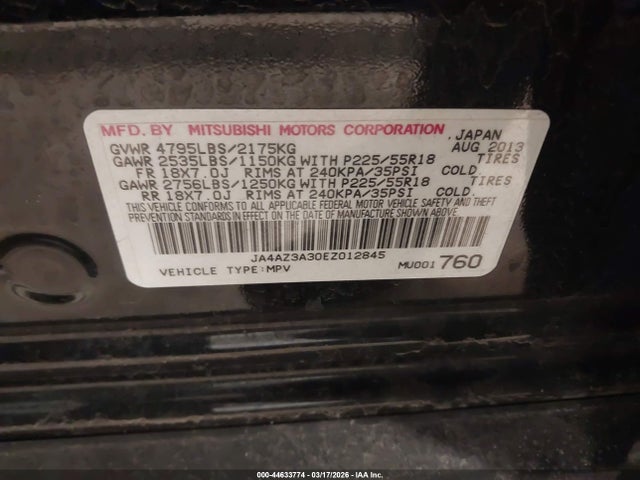 MFD. BY MITSUBISHI MOTORS CORPORATION, JAPAN
GVWR 4795LBS/2175KG AUG 2013
GAWR 2535LBS/1150KG WITH P225/55R18 TIRES
FR 18X7.0J RIMS AT 240KPA/35PSI COLD
GAWR 2756LBS/1250KG WITH P225/55R18 TIRES
RR 18X7.0J RIMS AT 240KPA/35PSI COLD.
THIS VEHICLE CONFORMS TO ALL APPLICABLE FEDERAL MOTOR VEHICLE SAFETY AND THEFT
PREVENTION STANDARDS IN EFFECT ON THE DATE OF MANUFACTURE SHOWN ABOVE.
JA4AZ3A30EZ012845
VEHICLE TYPE:MPV MU001 760
000-44633774 | 03/17/2026 | IAA Inc.